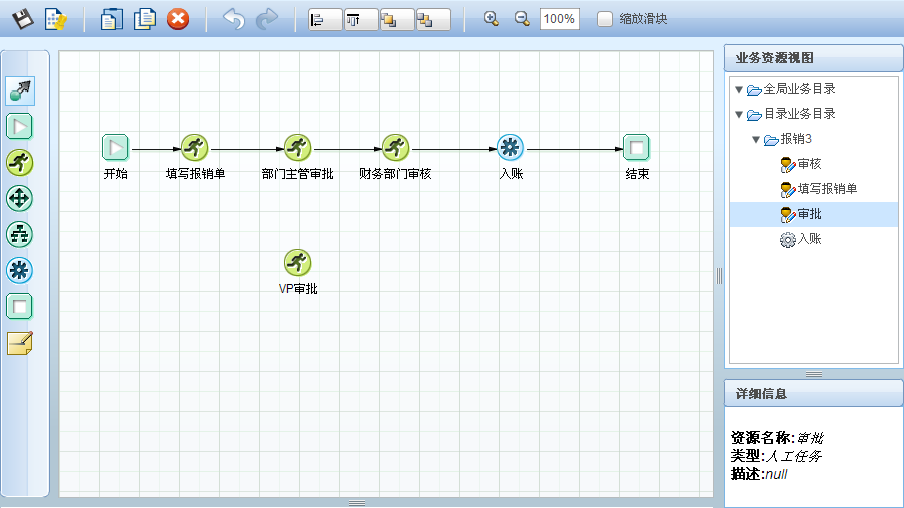 100%
缩放滑块
开始
填写报销单
部门主管审批
财务部门审核
入账
结束
VP审批
业务资源视图
全局业务目录
目录业务目录
报销3
审核
填写报销单
审批
入账
详细信息
资源名称:审批
类型:人工任务
描述:null